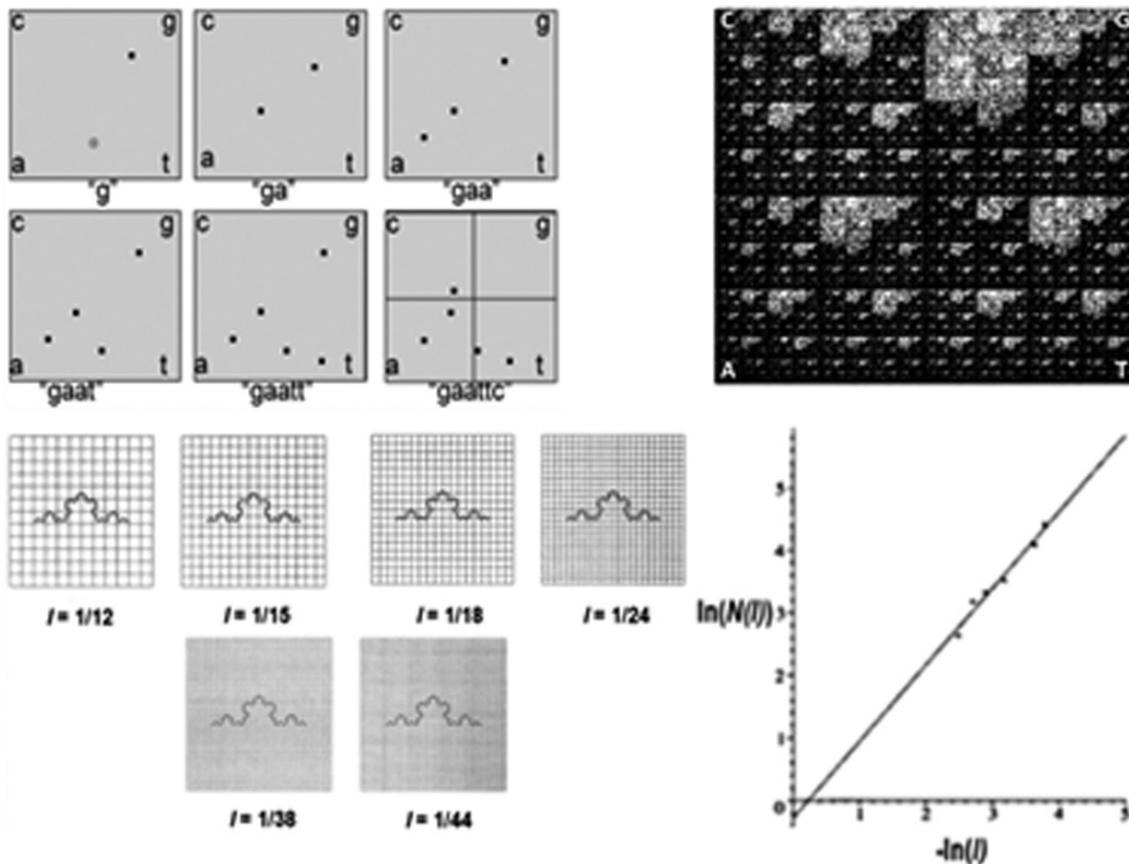 c g c g c g
a t a t a t
"g" "ga" "gaa"
c g c g c g
a t a t a t
"gaat" "gaatt" "gaattc"
C G
A T
l = 1/12 l = 1/15 l = 1/18 l = 1/24
l = 1/38 l = 1/44
5
4
ln(N(l))
3
2
1
0
1 2 3 4 5
-ln(l)